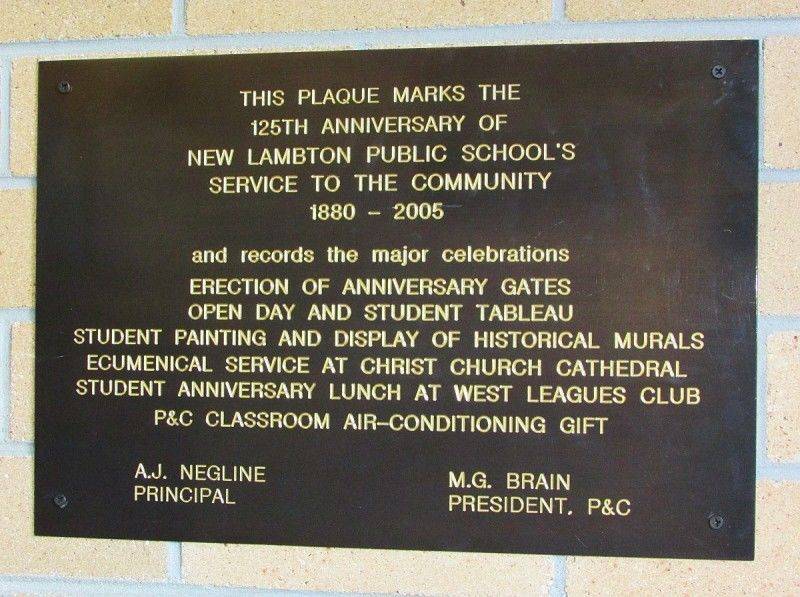 THIS PLAQUE MARKS THE
125TH ANNIVERSARY OF
NEW LAMBTON PUBLIC SCHOOL'S
SERVICE TO THE COMMUNITY
1880 – 2005
and records the major celebrations
ERECTION OF ANNIVERSARY GATES
OPEN DAY AND STUDENT TABLEAU
STUDENT PAINTING AND DISPLAY OF HISTORICAL MURALS
ECUMENICAL SERVICE AT CHRIST CHURCH CATHEDRAL
STUDENT ANNIVERSARY LUNCH AT WEST LEAGUES CLUB
P&C CLASSROOM AIR–CONDITIONING GIFT
A.J. NEGLINE
PRINCIPAL
M.G. BRAIN
PRESIDENT, P&C